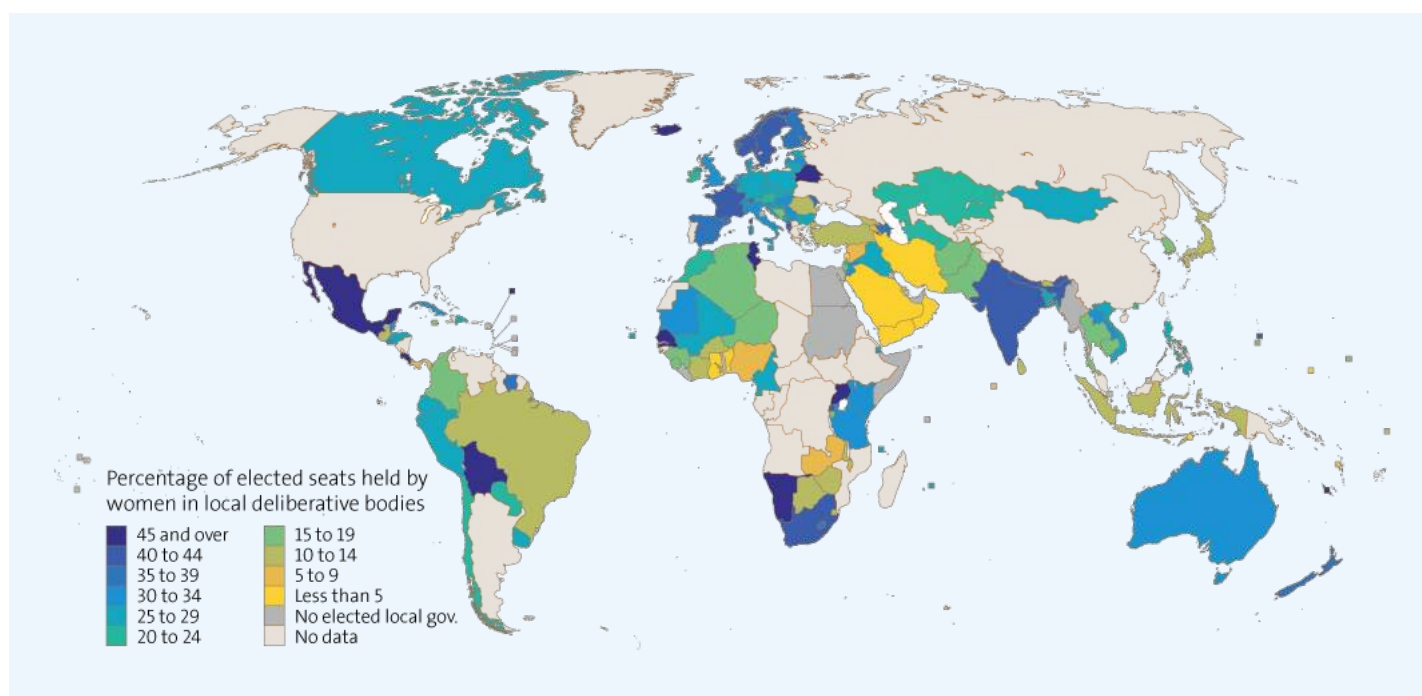 Percentage of elected seats held by
women in local deliberative bodies
45 and over
40 to 44
35 to 39
30 to 34
25 to 29
20 to 24
15 to 19
10 to 14
5 to 9
Less than 5
No elected local gov.
No data